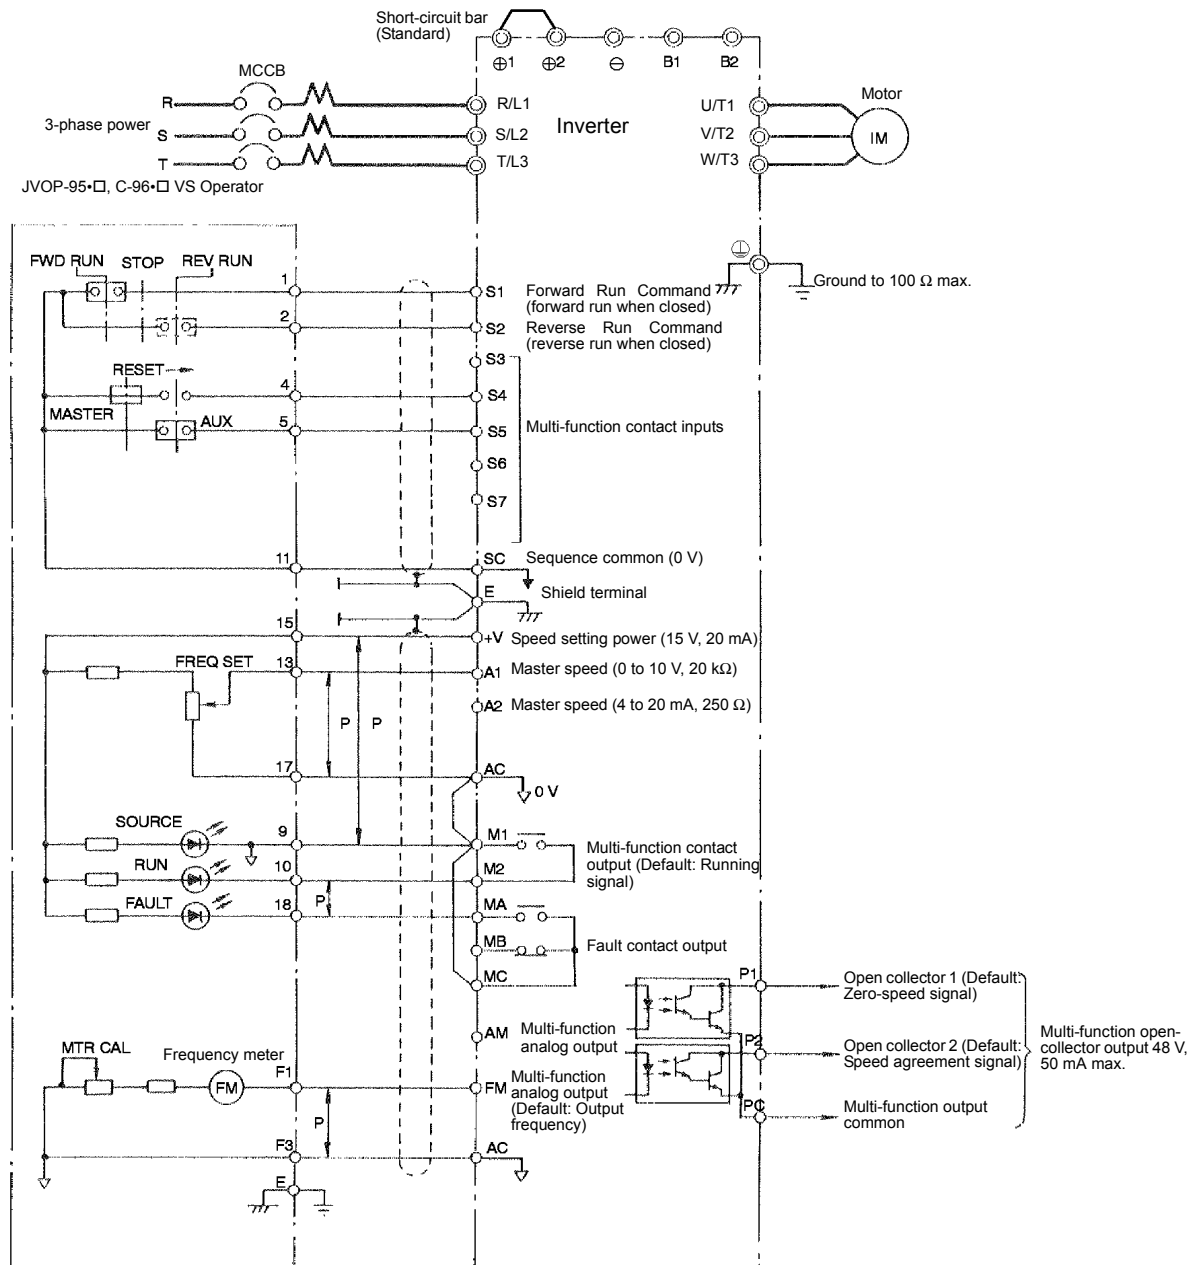 Short-circuit bar
(Standard)
⊕1 ⊕2 ⊖ B1 B2
MCCB
R
3-phase power S
T
R/L1
S/L2
T/L3
Inverter
U/T1
V/T2
W/T3
Motor
IM
JVOP-95•□, C-96•□ VS Operator
FWD RUN STOP REV RUN
1
S1
Forward Run Command
(forward run when closed)
Ground to 100 Ω max.
2
S2
Reverse Run Command
(reverse run when closed)
S3
RESET
4
S4
MASTER
AUX
5
S5
Multi-function contact inputs
S6
S7
11
SC
Sequence common (0 V)
E
Shield terminal
15
+V
Speed setting power (15 V, 20 mA)
FREQ SET
13
A1
Master speed (0 to 10 V, 20 kΩ)
A2
Master speed (4 to 20 mA, 250 Ω)
P P
17
AC
0 V
SOURCE
9
M1
Multi-function contact
output (Default: Running
signal)
RUN
10
M2
P
FAULT
18
MA
MB
Fault contact output
MC
P1
Open collector 1 (Default:
Zero-speed signal)
AM
Multi-function
analog output
P2
Open collector 2 (Default:
Speed agreement signal)
Multi-function open-
collector output 48 V,
50 mA max.
MTR CAL
Frequency meter
FM
F1
FM
Multi-function
analog output
(Default: Output
frequency)
PC
Multi-function output
common
P
F3
AC
E